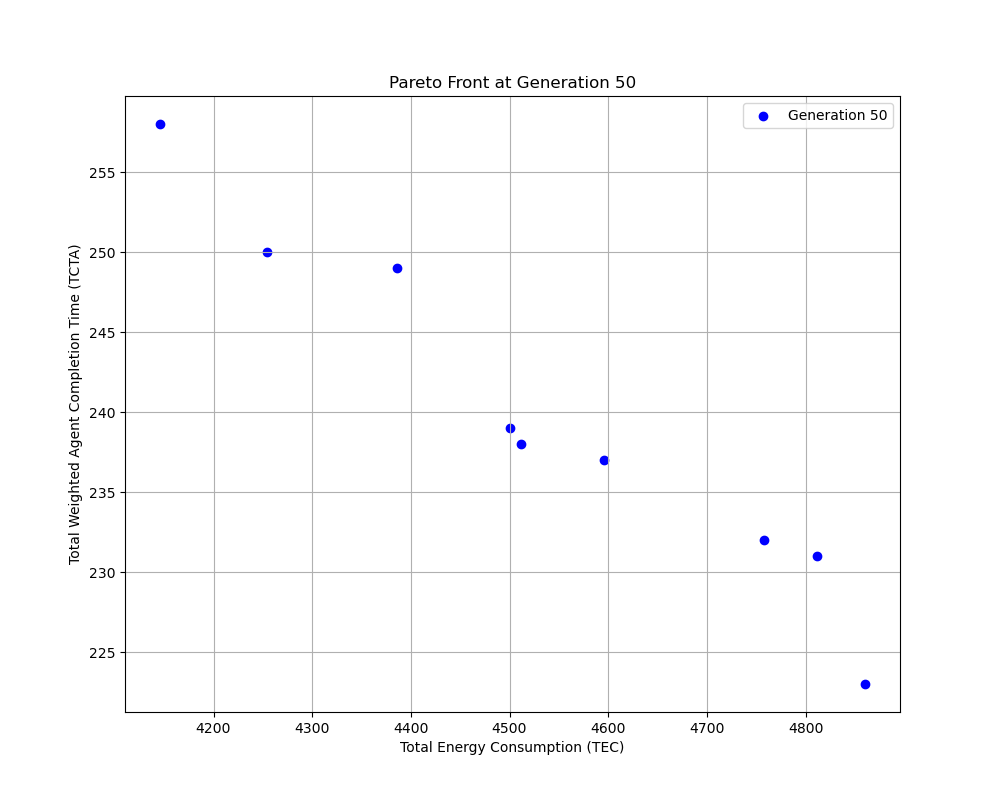 Pareto Front at Generation 50
Generation 50
Total Weighted Agent Completion Time (TCTA)
255
250
245
240
235
230
225
4200 4300 4400 4500 4600 4700 4800
Total Energy Consumption (TEC)